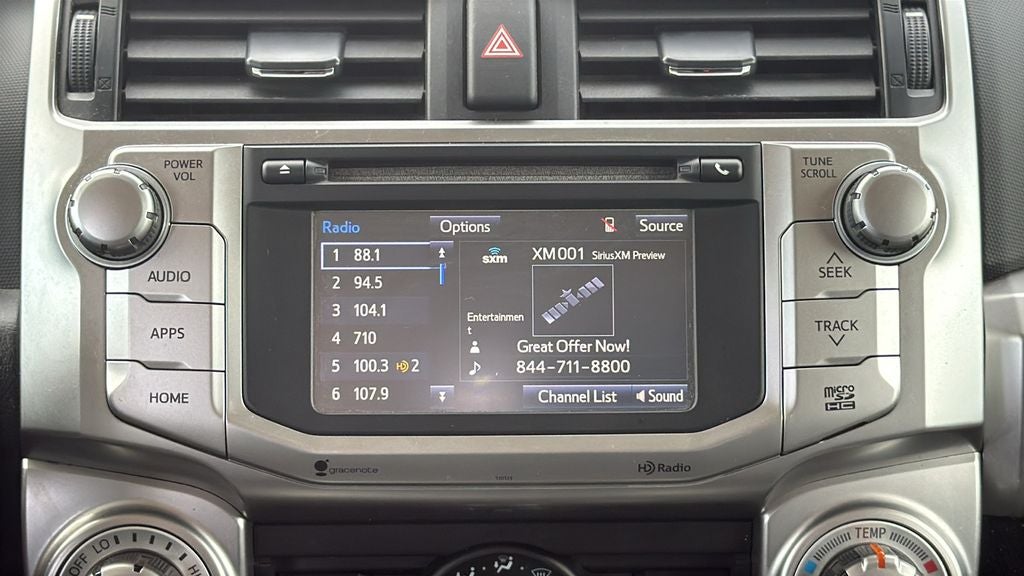 POWER
VOL
TUNE
SCROLL
AUDIO
APPS
HOME
Radio
Options
Source
1 88.1
2 94.5
3 104.1
4 710
5 100.3 HD 2
6 107.9
sxm
XM001 SiriusXM Preview
Entertainmen
t
Great Offer Now!
844-711-8800
Channel List
Sound
SEEK
TRACK
micro
SD
HC
gracenote
HD Radio
OFF LO HI
TEMP